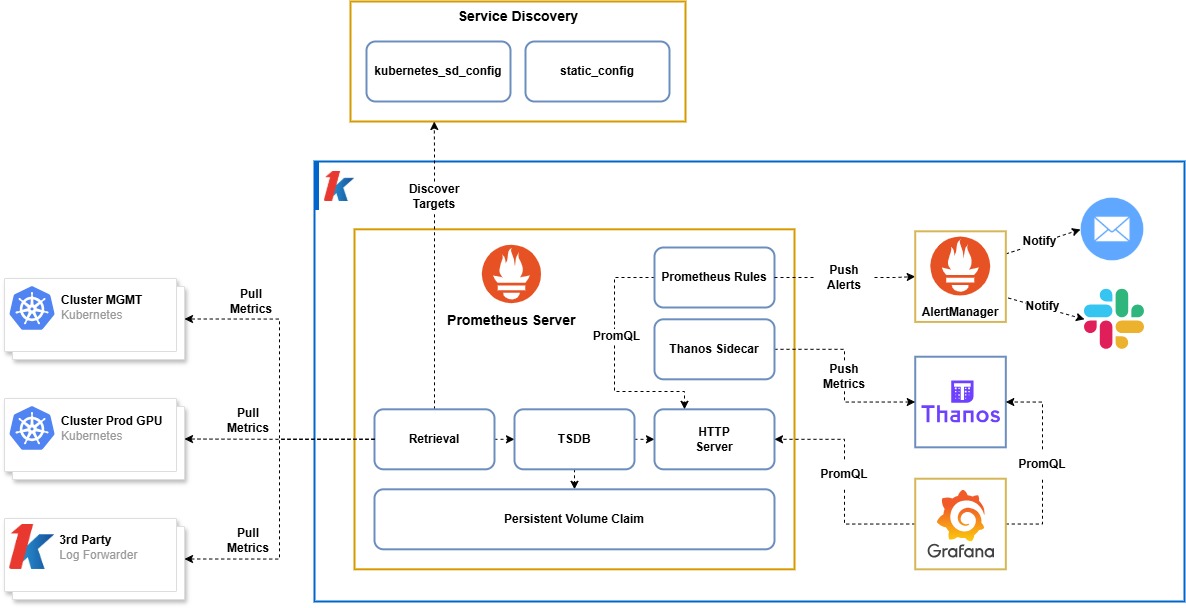 Service Discovery
kubernetes_sd_config
static_config
Discover
Targets
Prometheus Server
Prometheus Rules
Push
Alerts
AlertManager
Notify
Notify
PromQL
Thanos Sidecar
Push
Metrics
Thanos
Cluster MGMT
Kubernetes
Pull
Metrics
Cluster Prod GPU
Kubernetes
Pull
Metrics
3rd Party
Log Forwarder
Pull
Metrics
Retrieval
TSDB
HTTP
Server
Persistent Volume Claim
PromQL
PromQL
Grafana